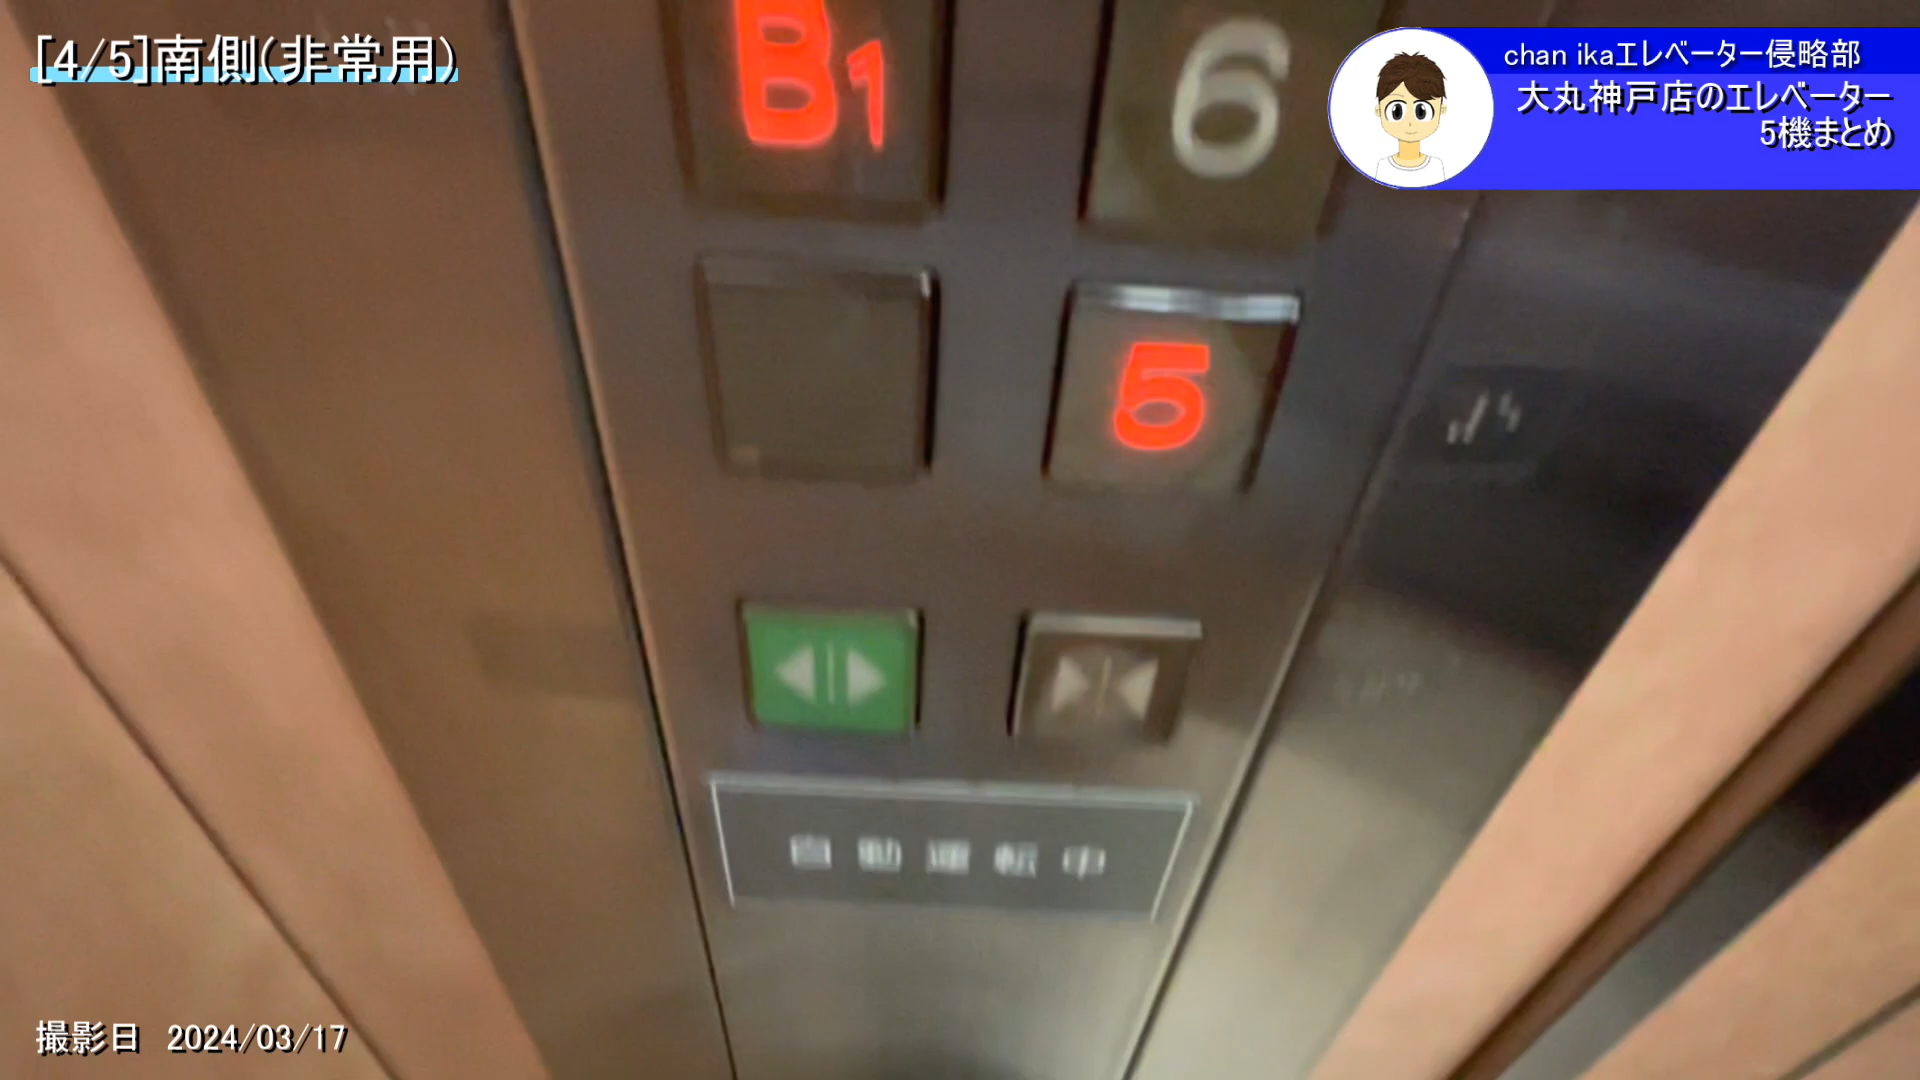 [4/5]南側(非常用)
chan ikaエレベーター侵略部
大丸神戸店のエレベーター
5機まとめ
B1
6
5
自動運転中
撮影日 2024/03/17